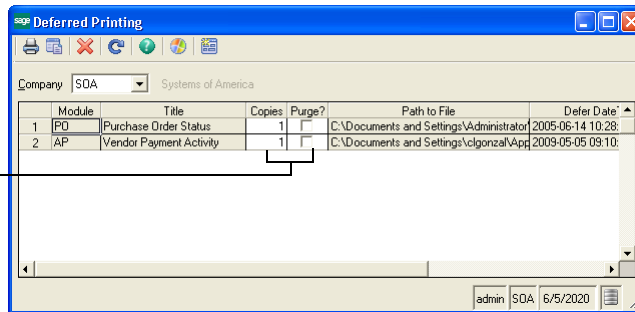 sage Deferred Printing
Company SOA Systems of America
Module Title Copies Purge? Path to File Defer Date
1 PO Purchase Order Status 1 C:\Documents and Settings\Administrator 2005-06-14 10:28:
2 AP Vendor Payment Activity 1 C:\Documents and Settings\clgonzal\App 2009-05-05 09:10:
admin SOA 6/5/2020